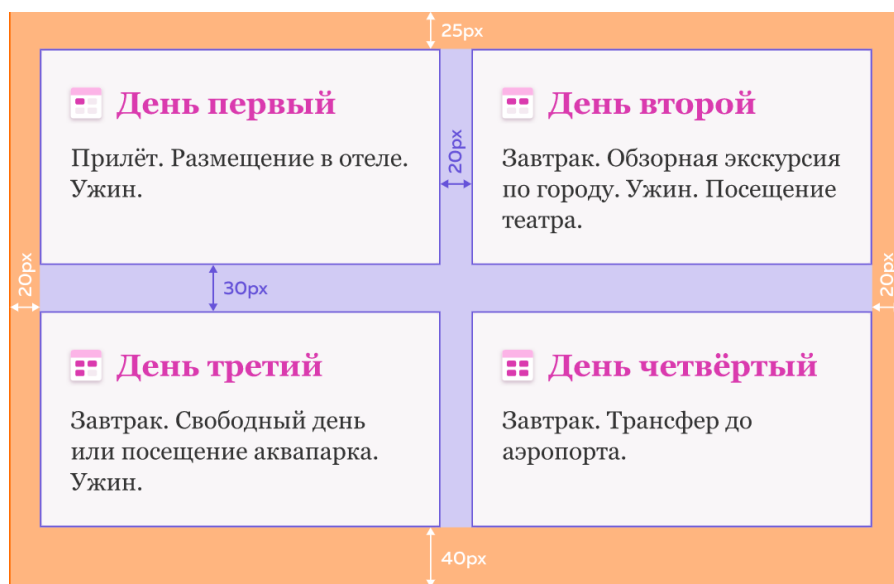 25px
День первый
Прилёт. Размещение в отеле.
Ужин.
20px
День второй
Завтрак. Обзорная экскурсия
по городу. Ужин. Посещение
театра.
20px
30px
20px
День третий
Завтрак. Свободный день
или посещение аквапарка.
Ужин.
День четвёртый
Завтрак. Трансфер до
аэропорта.
40px